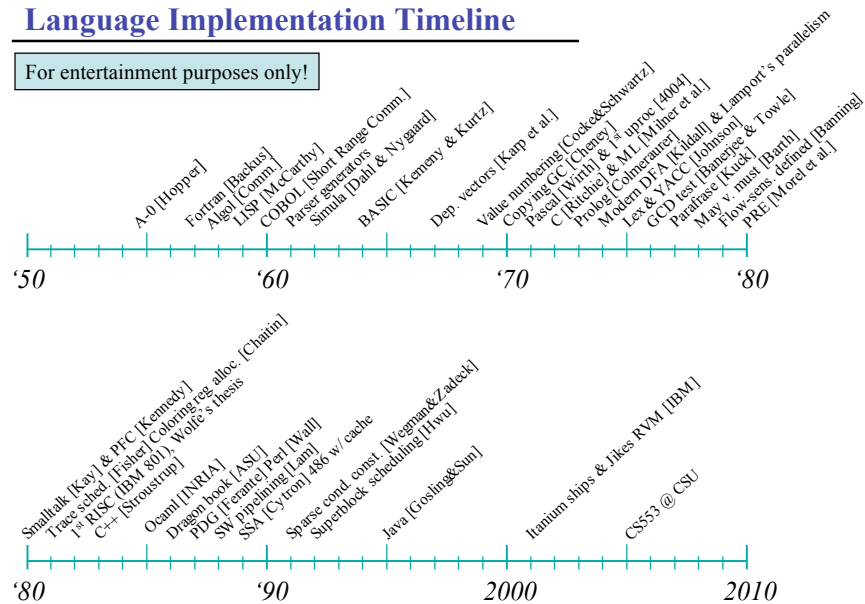 Language Implementation Timeline
For entertainment purposes only!
A-0 [Hopper]
Fortran [Backus]
Algol [Comm.]
LISP [McCarthy]
COBOL [Short Range Comm.]
Parser generators
Simula [Dahl & Nygaard]
BASIC [Kemeny & Kurtz]
Dep. vectors [Karp et al.]
Value numbering [Cocke&Schwartz]
Copying GC [Cheney]
Pascal [Wirth] & 1st uproc [4004]
C [Ritchie] & ML [Milner et al.]
Prolog [Colmeraurer]
Modern DFA [Kildall] & Lamport's parallelism
Lex & YACC [Johnson]
GCD test [Banerjee & Towle]
Parafrase [Kuck]
May v. must [Barth]
Flow-sens. defined [Banning]
PRE [Morel et al.]
‘50
‘60
‘70
‘80
Smalltalk [Kay] & PFC [Kennedy]
Trace sched. [Fisher] Coloring reg. alloc. [Chaitin]
1st RISC (IBM 801), Wolfe's thesis
C++ [Stroustrup]
Ocaml [INRIA]
Dragon book [ASU]
PDG [Ferante] Perl [Wall]
SW pipelining [Lam]
SSA [Cytron] 486 w/ cache
Sparse cond. const. [Wegman&Zadeck]
Superblock scheduling [Hwu]
Java [Gosling&Sun]
Itanium ships & Jikes RVM [IBM]
CS553 @ CSU
‘80
‘90
2000
2010